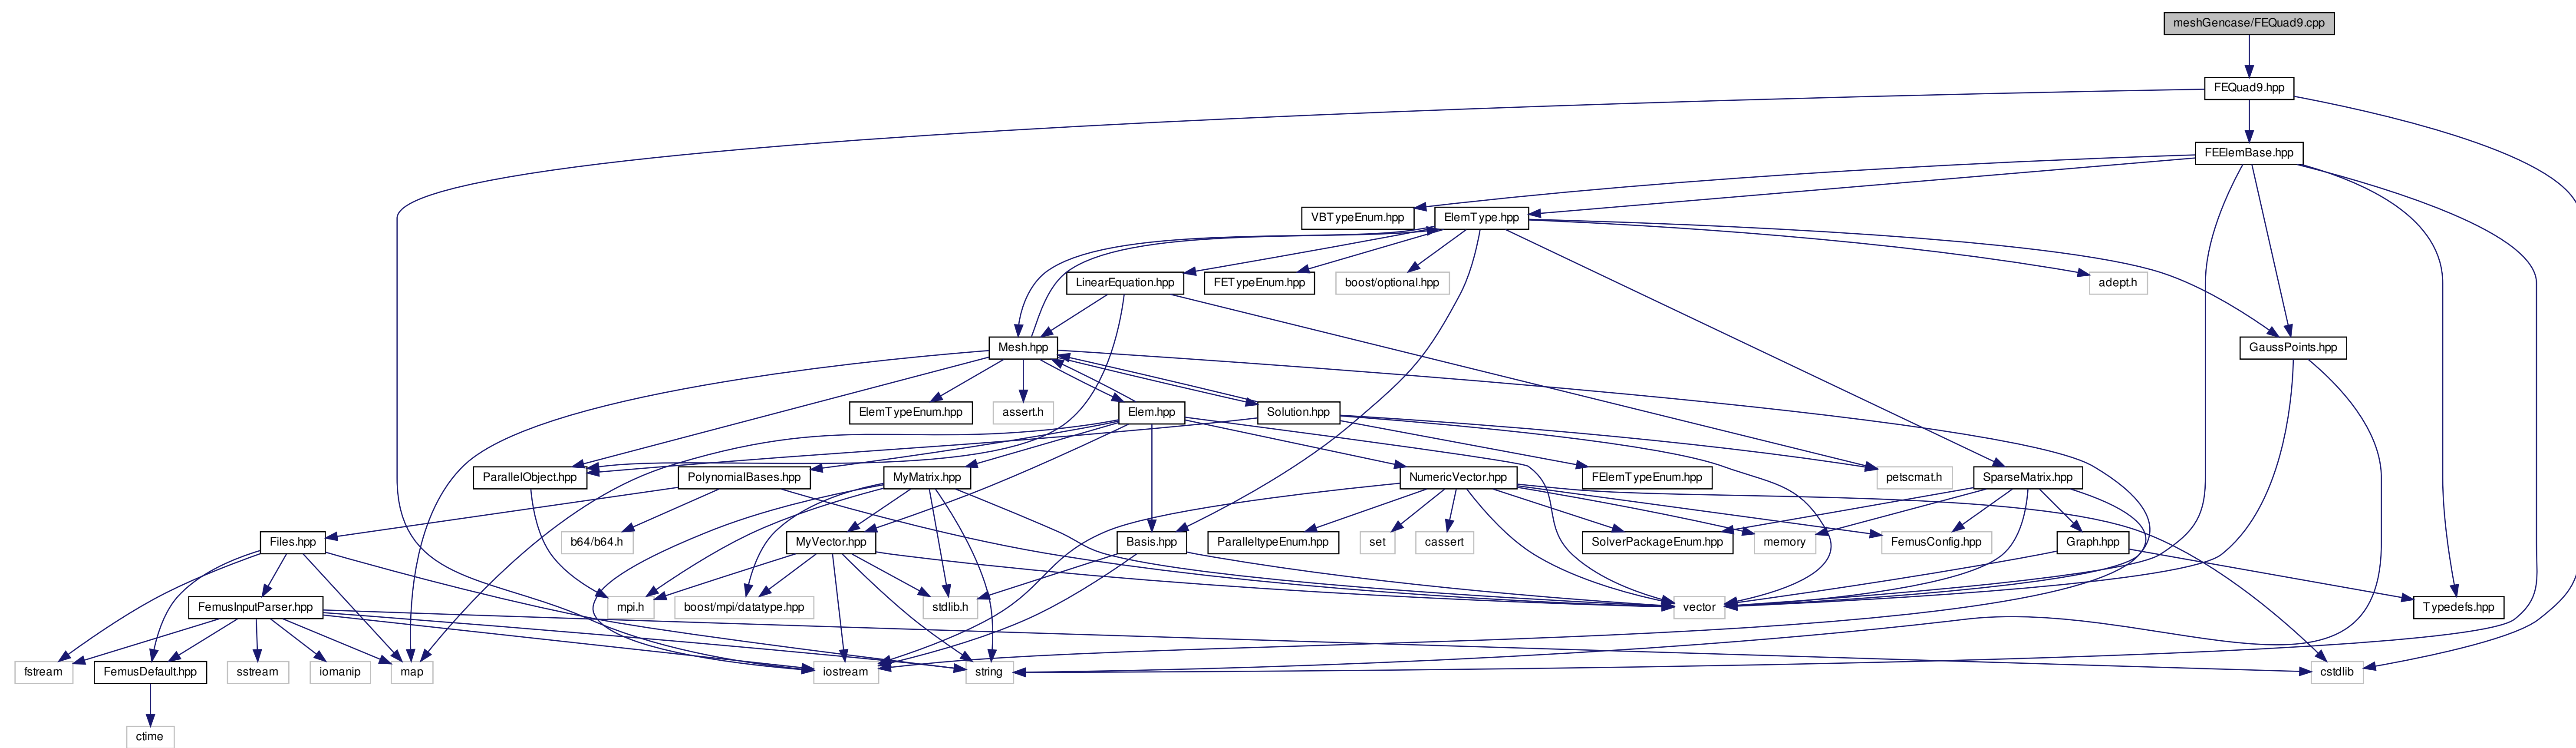 meshGencase/FEQuad9.cpp
FEQuad9.hpp
FEElemBase.hpp
VBTypeEnum.hpp
ElemType.hpp
LinearEquation.hpp
FETypeEnum.hpp
boost/optional.hpp
adept.h
Mesh.hpp
GaussPoints.hpp
ElemTypeEnum.hpp
assert.h
Elem.hpp
Solution.hpp
ParallelObject.hpp
PolynomialBases.hpp
MyMatrix.hpp
NumericVector.hpp
FElemTypeEnum.hpp
petscmat.h
SparseMatrix.hpp
Files.hpp
b64/b64.h
MyVector.hpp
Basis.hpp
ParalleltypeEnum.hpp
set
cassert
SolverPackageEnum.hpp
memory
FemusConfig.hpp
Graph.hpp
FemusInputParser.hpp
mpi.h
boost/mpi/datatype.hpp
stdlib.h
vector
Typedefs.hpp
fstream
FemusDefault.hpp
sstream
iomanip
map
iostream
string
cstdlib
ctime